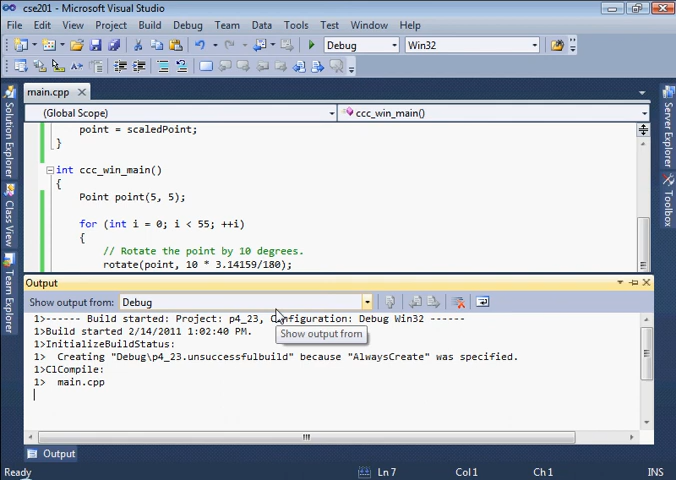 cse201 - Microsoft Visual Studio
File Edit View Project Build Debug Team Data Tools Test Window Help
Debug Win32
main.cpp
(Global Scope) ccc_win_main()
point = scaledPoint;
}
int ccc_win_main()
{
Point point(5, 5);
for (int i = 0; i < 55; ++i)
{
// Rotate the point by 10 degrees.
rotate(point, 10 * 3.14159/180);
Output
Show output from: Debug
1>------ Build started: Project: p4_23, Configuration: Debug Win32 ------
1>Build started 2/14/2011 1:02:40 PM.
Show output from
1>InitializeBuildStatus:
1> Creating "Debug\p4_23.unsuccessfulbuild" because "AlwaysCreate" was specified.
1>ClCompile:
1> main.cpp
Output
Ready Ln 7 Col 1 Ch 1 INS
Solution Explorer
Class View
Team Explorer
Server Explorer
Toolbox